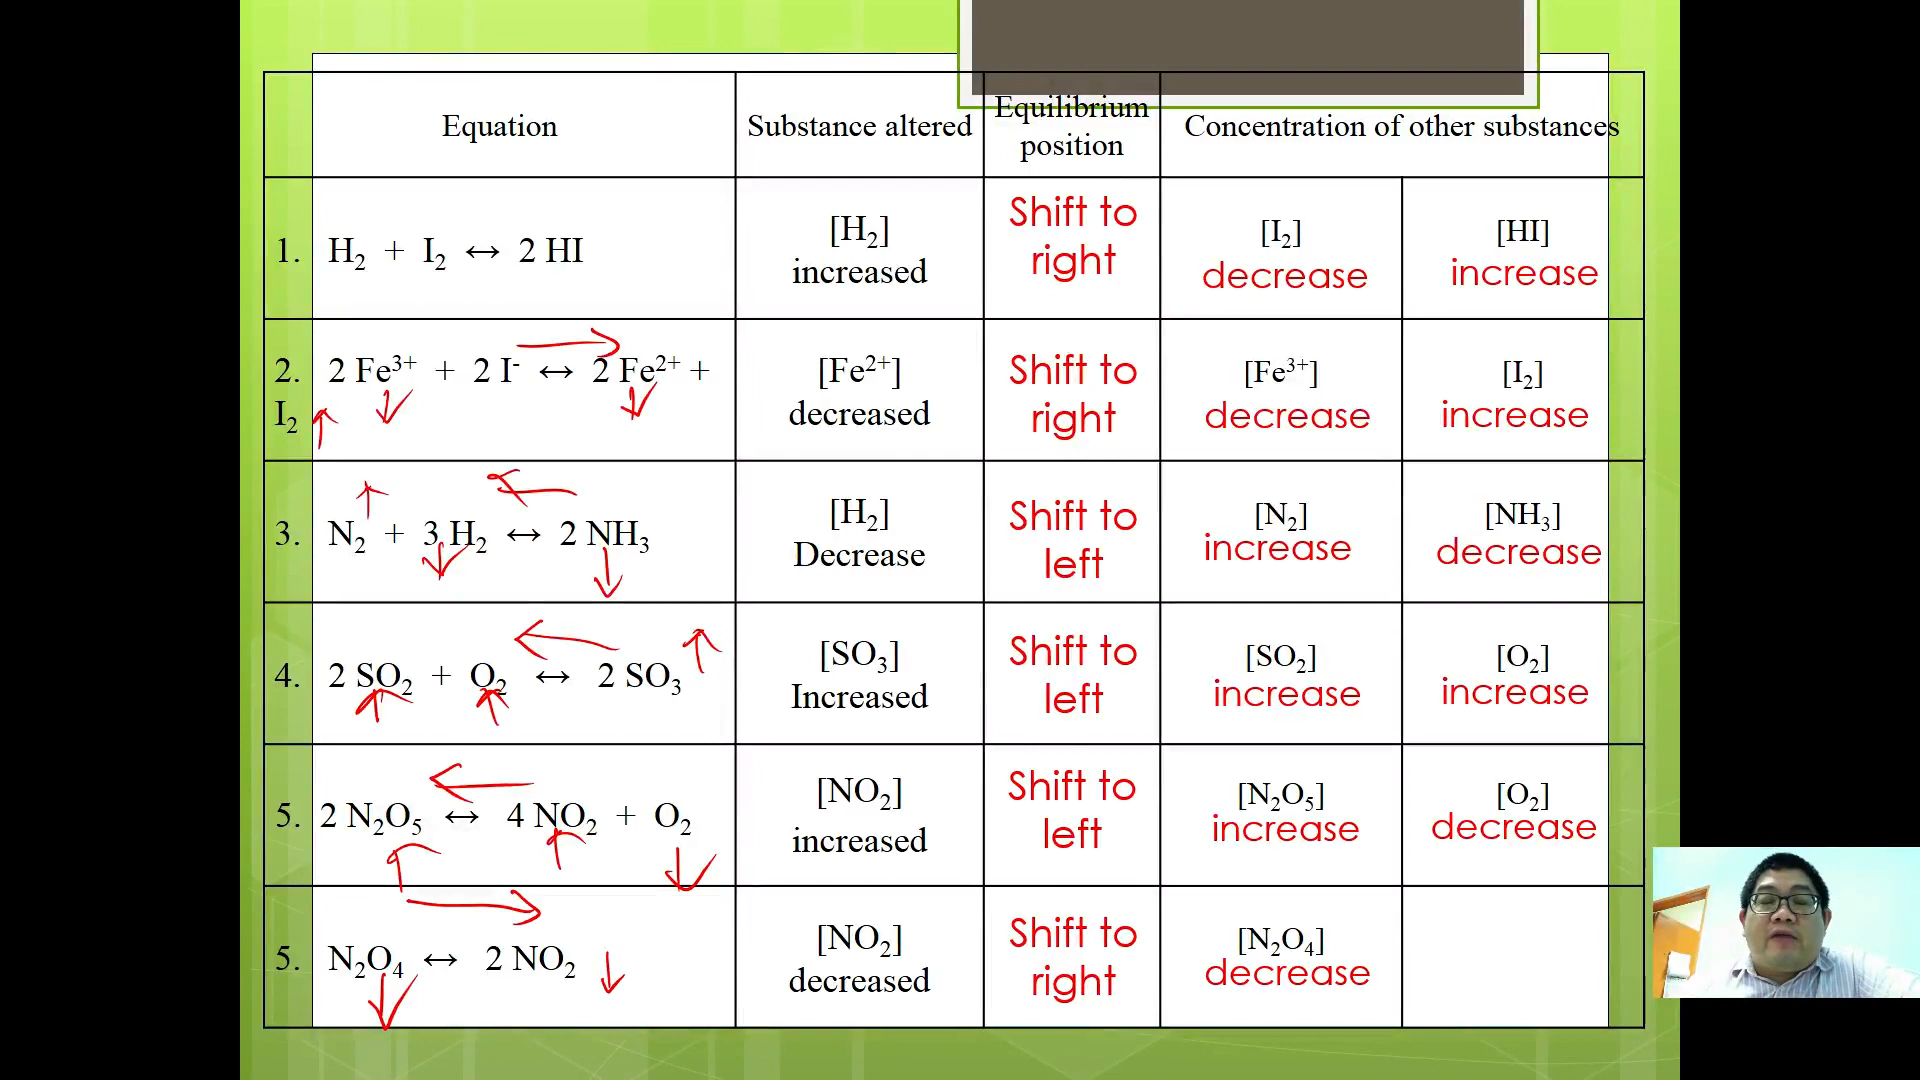 Equation
Substance altered
Equilibrium
position
Concentration of other substances
1. H₂ + I₂ ↔ 2 HI
[H₂]
increased
Shift to
right
[I₂]
decrease
[HI]
increase
2. 2 Fe³⁺ + 2 I⁻ ↔ 2 Fe²⁺ +
I₂
[Fe²⁺]
decreased
Shift to
right
[Fe³⁺]
decrease
[I₂]
increase
3. N₂ + 3 H₂ ↔ 2 NH₃
[H₂]
Decrease
Shift to
left
[N₂]
increase
[NH₃]
decrease
4. 2 SO₂ + O₂ ↔ 2 SO₃
[SO₃]
Increased
Shift to
left
[SO₂]
increase
[O₂]
increase
5. 2 N₂O₅ ↔ 4 NO₂ + O₂
[NO₂]
increased
Shift to
left
[N₂O₅]
increase
[O₂]
decrease
5. N₂O₄ ↔ 2 NO₂
[NO₂]
decreased
Shift to
right
[N₂O₄]
decrease